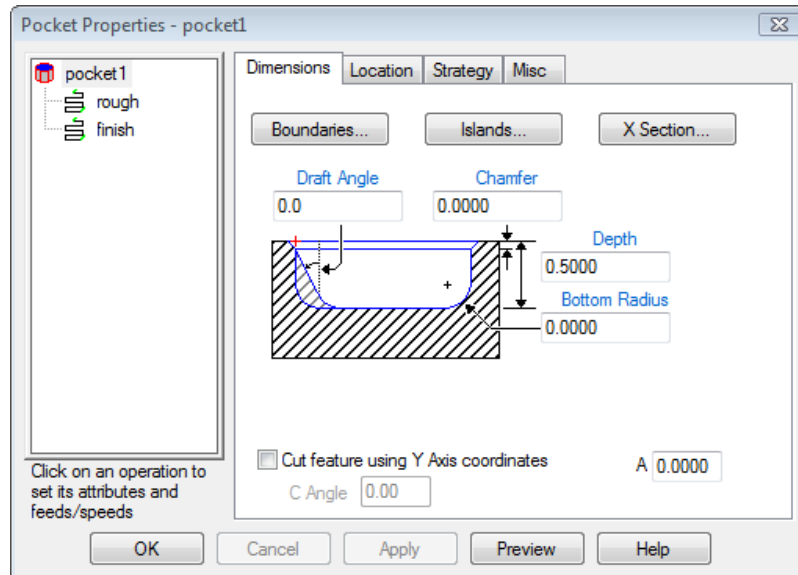 Pocket Properties - pocket1
pocket1
rough
finish
Click on an operation to
set its attributes and
feeds/speeds
Dimensions Location Strategy Misc
Boundaries... Islands... X Section...
Draft Angle Chamfer
0.0 0.0000
Depth
0.5000
Bottom Radius
0.0000
Cut feature using Y Axis coordinates A 0.0000
C Angle 0.00
OK Cancel Apply Preview Help